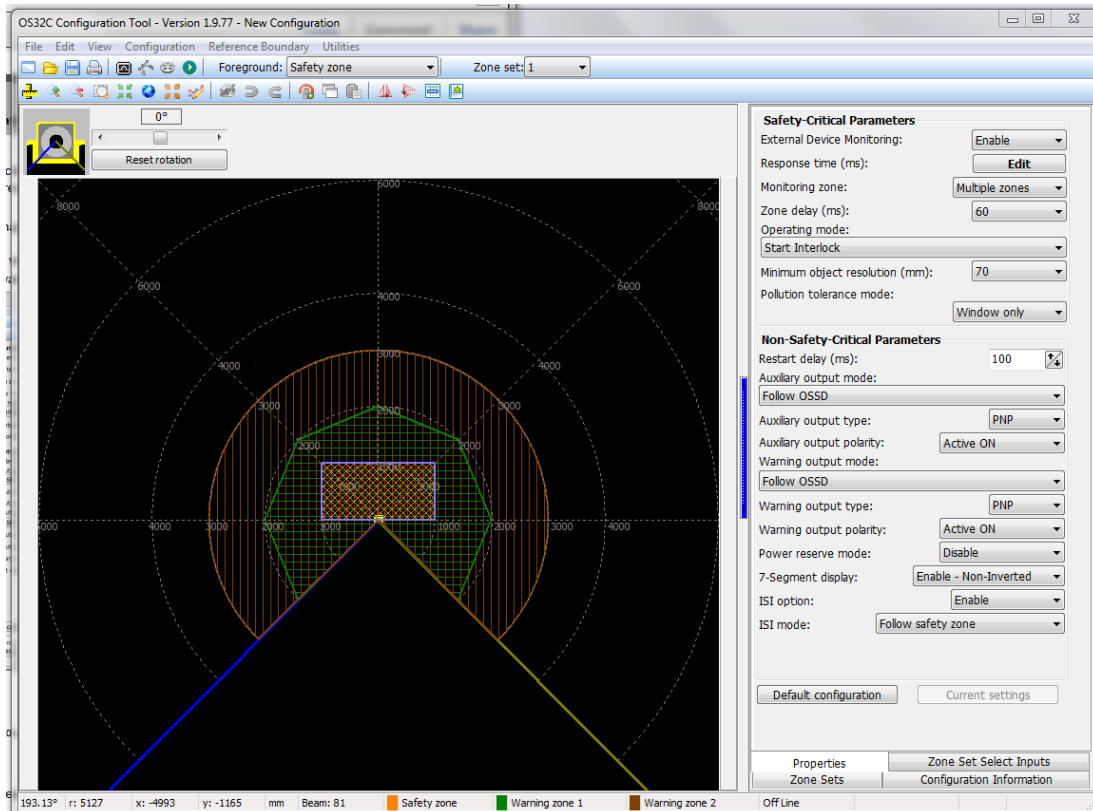 OS32C Configuration Tool - Version 1.9.77 - New Configuration
File Edit View Configuration Reference Boundary Utilities
Foreground: Safety zone Zone set: 1
0°
Reset rotation
Safety-Critical Parameters
External Device Monitoring: Enable
Response time (ms): Edit
Monitoring zone: Multiple zones
Zone delay (ms): 60
Operating mode:
Start Interlock
Minimum object resolution (mm): 70
Pollution tolerance mode:
Window only
Non-Safety-Critical Parameters
Restart delay (ms): 100
Auxiliary output mode:
Follow OSSD
Auxiliary output type: PNP
Auxiliary output polarity: Active ON
Warning output mode:
Follow OSSD
Warning output type: PNP
Warning output polarity: Active ON
Power reserve mode: Disable
7-Segment display: Enable - Non-Inverted
ISI option: Enable
ISI mode: Follow safety zone
Default configuration Current settings
Properties Zone Set Select Inputs
Zone Sets Configuration Information
6000
8000 8000
6000 6000
4000
4000 3000 4000
3000 3000
2000 2000 2000
4000 3000 2000 1000 1000 2000 3000 4000
193.13° r: 5127 x: -4993 y: -1165 mm Beam: 81 Safety zone Warning zone 1 Warning zone 2 Off Line